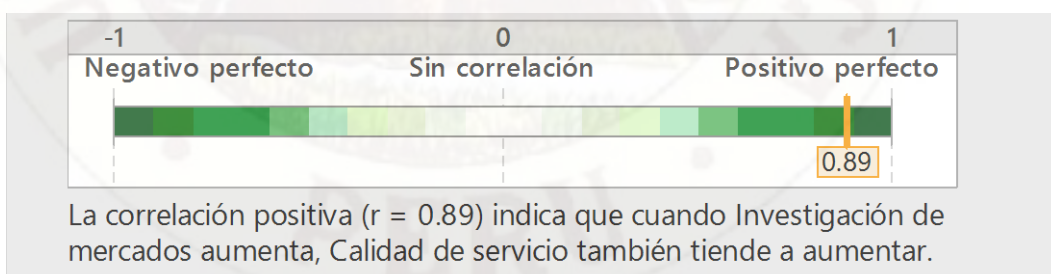 -1 0 1
Negativo perfecto Sin correlación Positivo perfecto
0.89
La correlación positiva (r = 0.89) indica que cuando Investigación de
mercados aumenta, Calidad de servicio también tiende a aumentar.
PERU